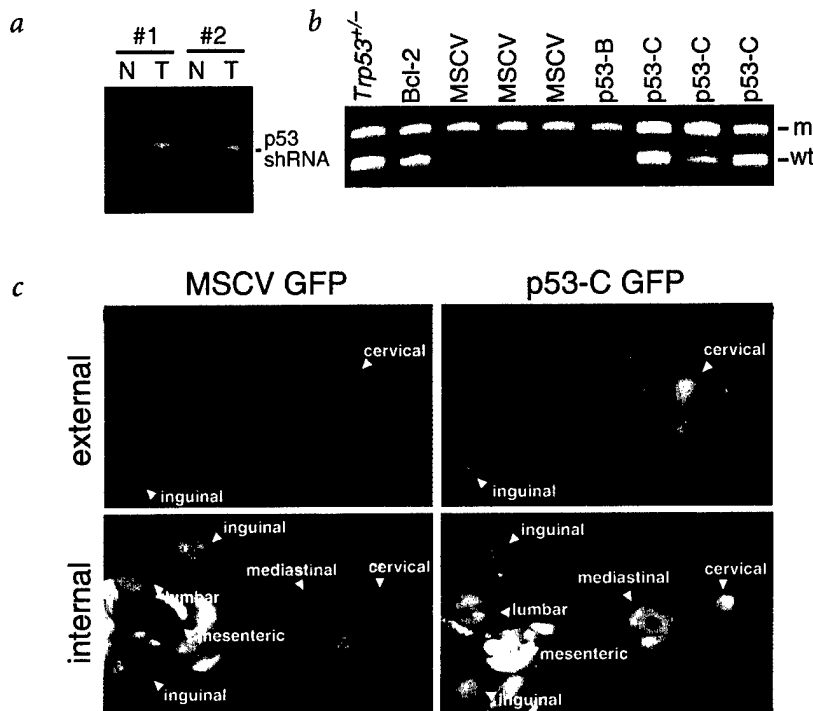 a
#1 #2
N T N T
p53
shRNA
b
Trp53+/-
Bcl-2
MSCV
MSCV
MSCV
p53-B
p53-C
p53-C
p53-C
m
wt
c
MSCV GFP
p53-C GFP
external
cervical
inguinal
cervical
inguinal
internal
inguinal
mediastinal
cervical
lumbar
mesenteric
inguinal
inguinal
mediastinal
cervical
lumbar
mesenteric
inguinal